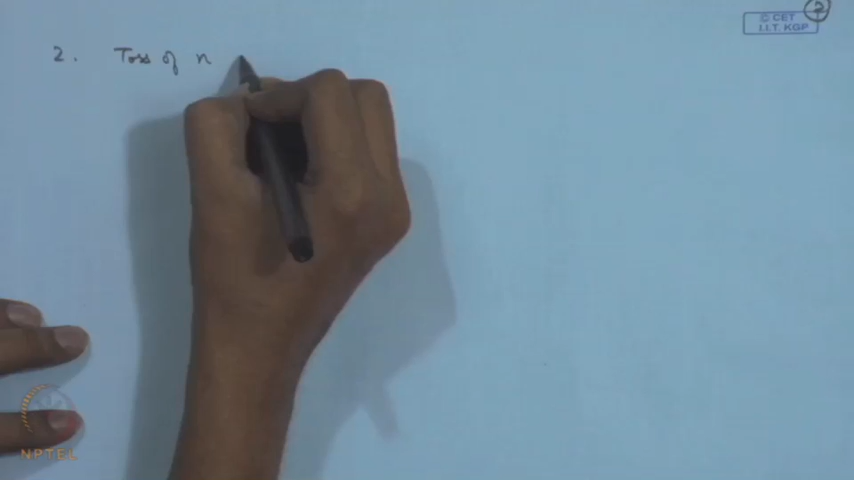 2
© CET
I.I.T. KGP
2. Toss of n
NPTEL